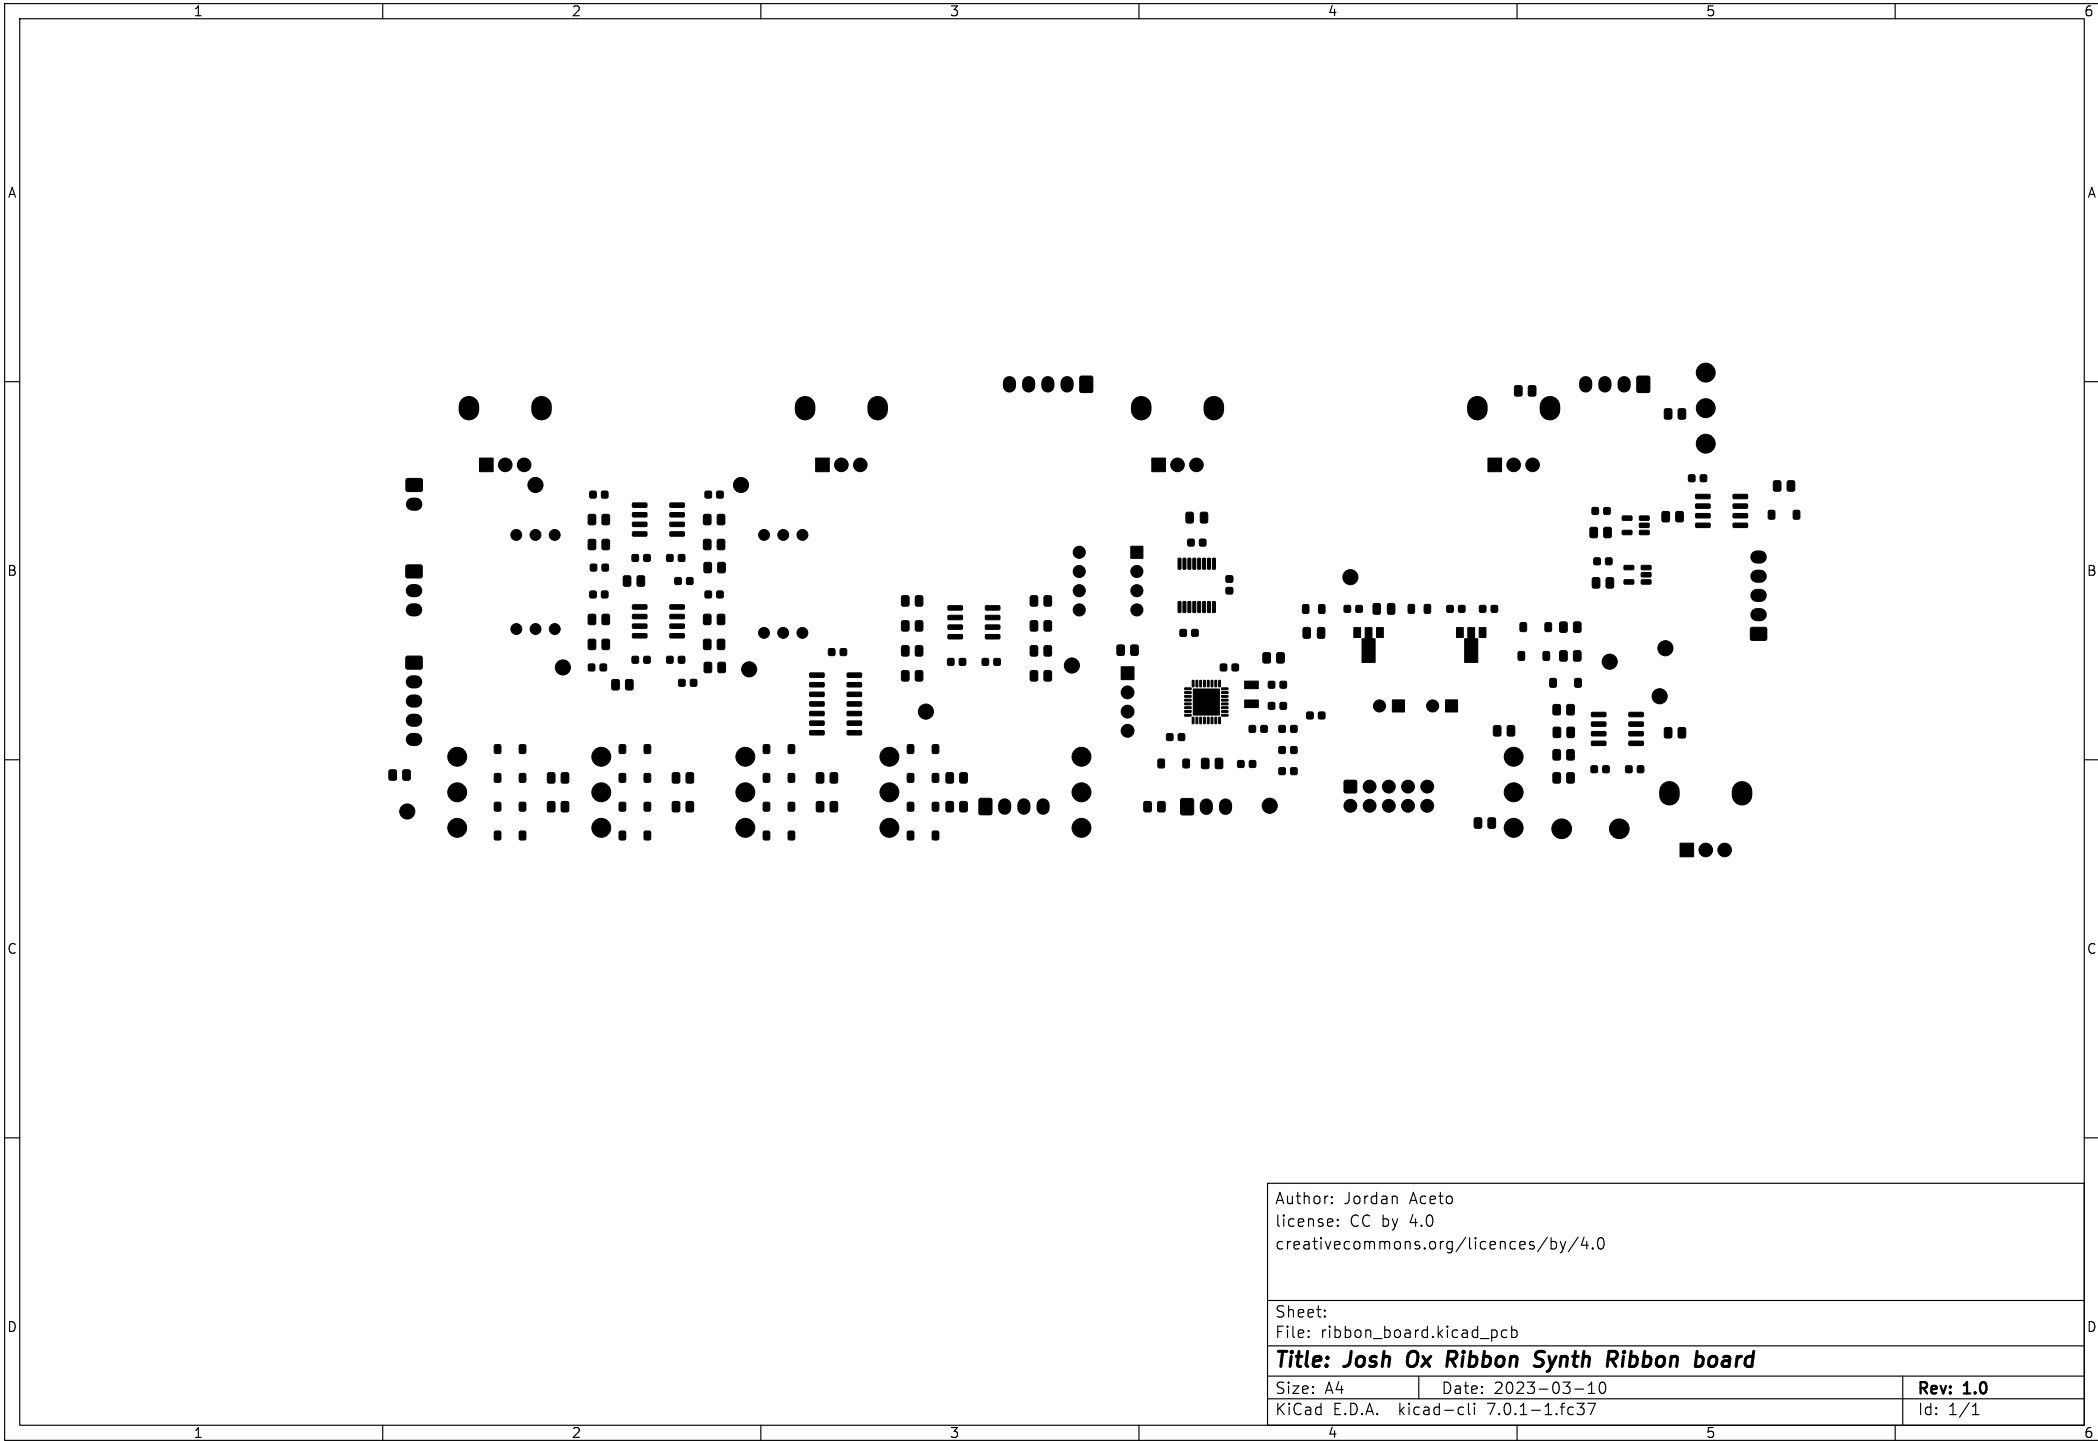 1 2 3 4 5 6
A A
B B
C C
D D
Author: Jordan Aceto
license: CC by 4.0
creativecommons.org/licences/by/4.0
Sheet:
File: ribbon_board.kicad_pcb
Title: Josh Ox Ribbon Synth Ribbon board
Size: A4 Date: 2023-03-10 Rev: 1.0
KiCad E.D.A. kicad-cli 7.0.1-1.fc37 Id: 1/1
1 2 3 4 5 6